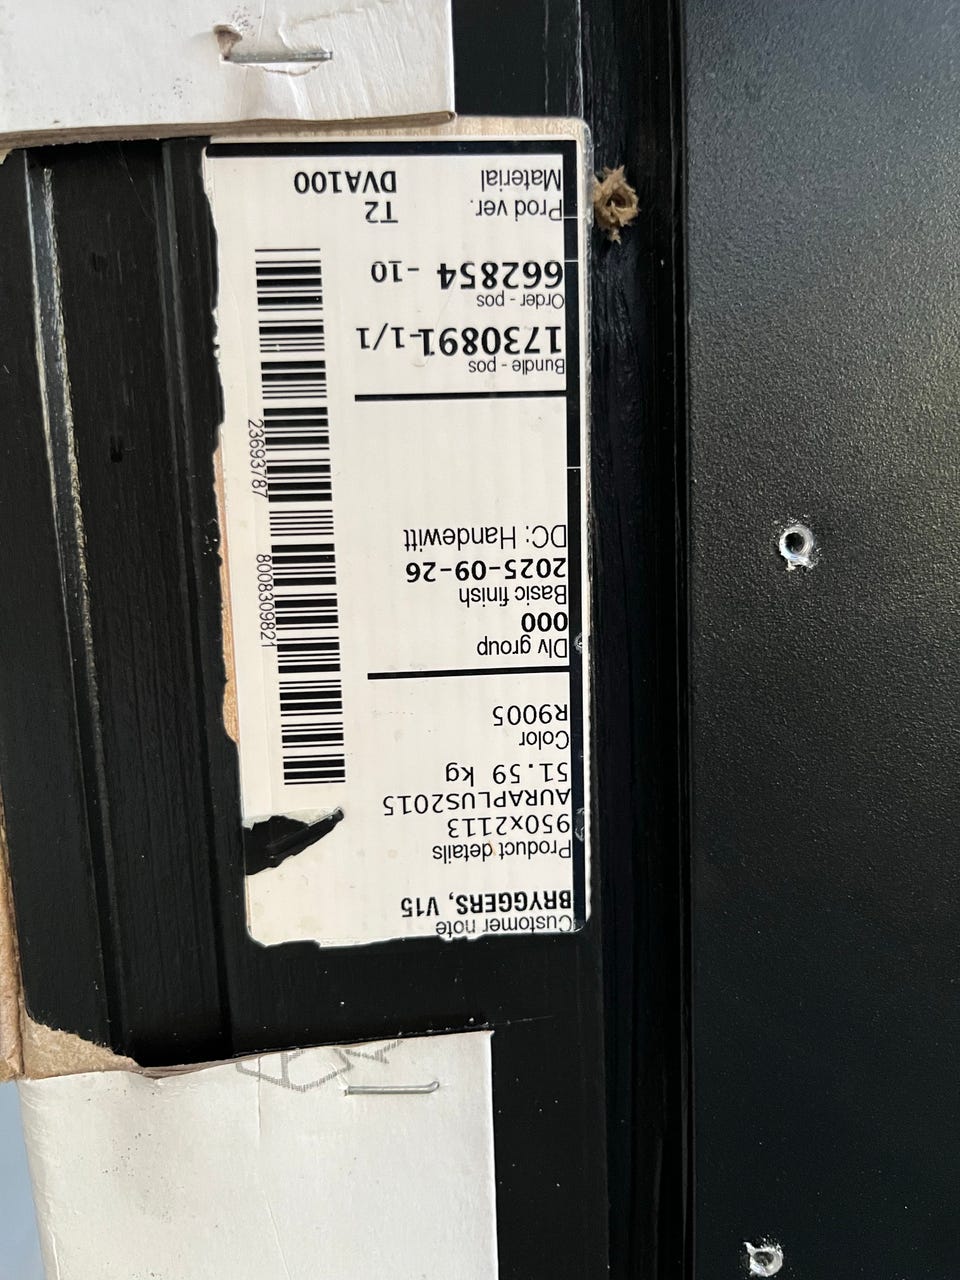 Customer note
BRYGGERS, V15
Product details
950x2113
AURAPLUS2015
51.59 kg
Color
R9005
Dlv group
000
Basic finish
2025-09-26
DC: Handewitt
Bundle - pos
1730891-1/1
Order - pos
662854 -10
Prod ver. T2
Material DVA100
8008309821
23693787